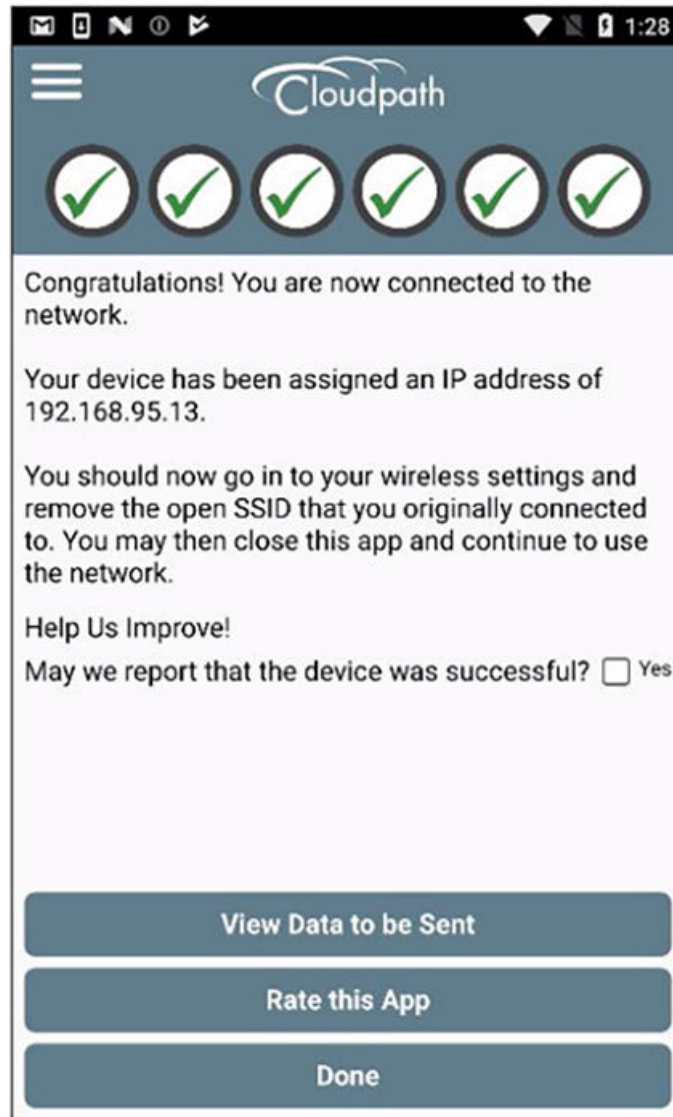 1:28
Cloudpath
Congratulations! You are now connected to the
network.
Your device has been assigned an IP address of
192.168.95.13.
You should now go in to your wireless settings and
remove the open SSID that you originally connected
to. You may then close this app and continue to use
the network.
Help Us Improve!
May we report that the device was successful? Yes
View Data to be Sent
Rate this App
Done